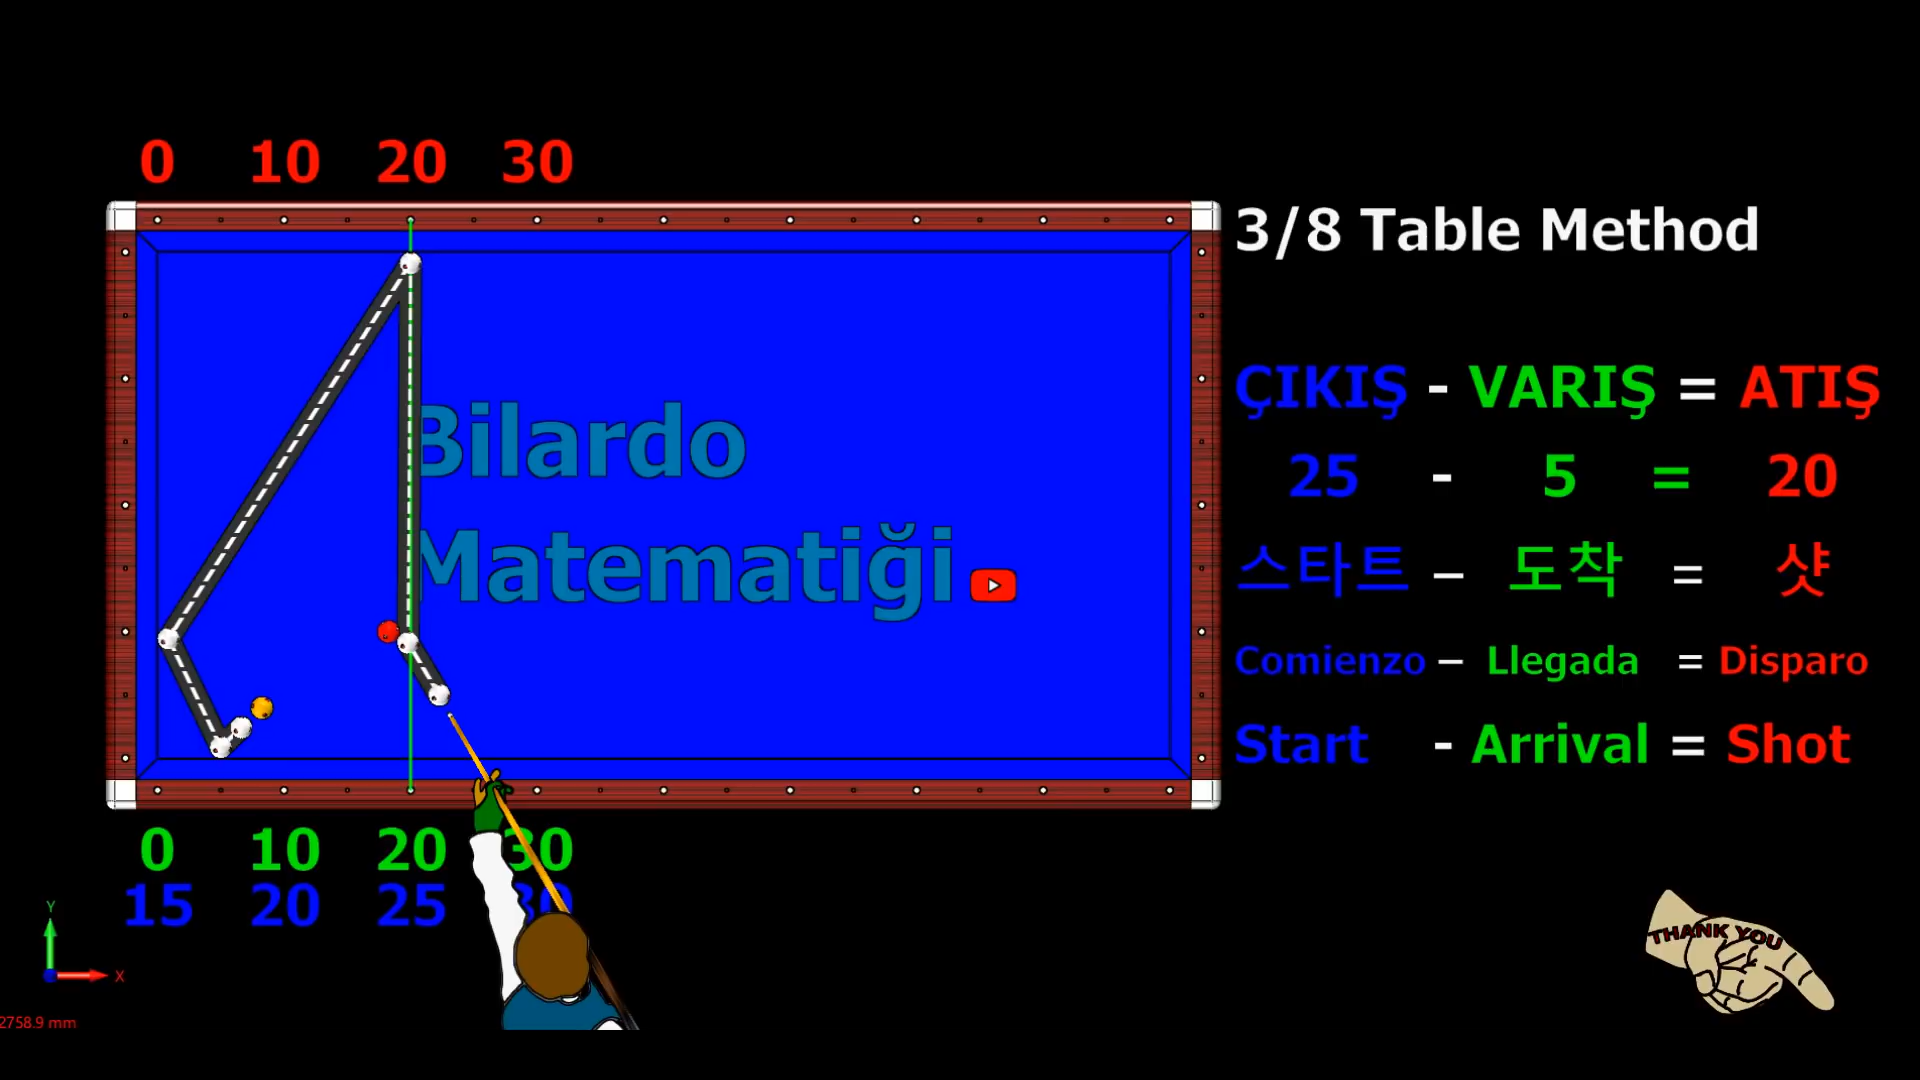 0 10 20 30
3/8 Table Method
ÇIKIŞ - VARIŞ = ATIŞ
25 - 5 = 20
스타트 – 도착 = 샷
Comienzo – Llegada = Disparo
Start - Arrival = Shot
Bilardo
Matematiği
0 10 20 30
15 20 25 30
THANK YOU
Y
X
2758.9 mm